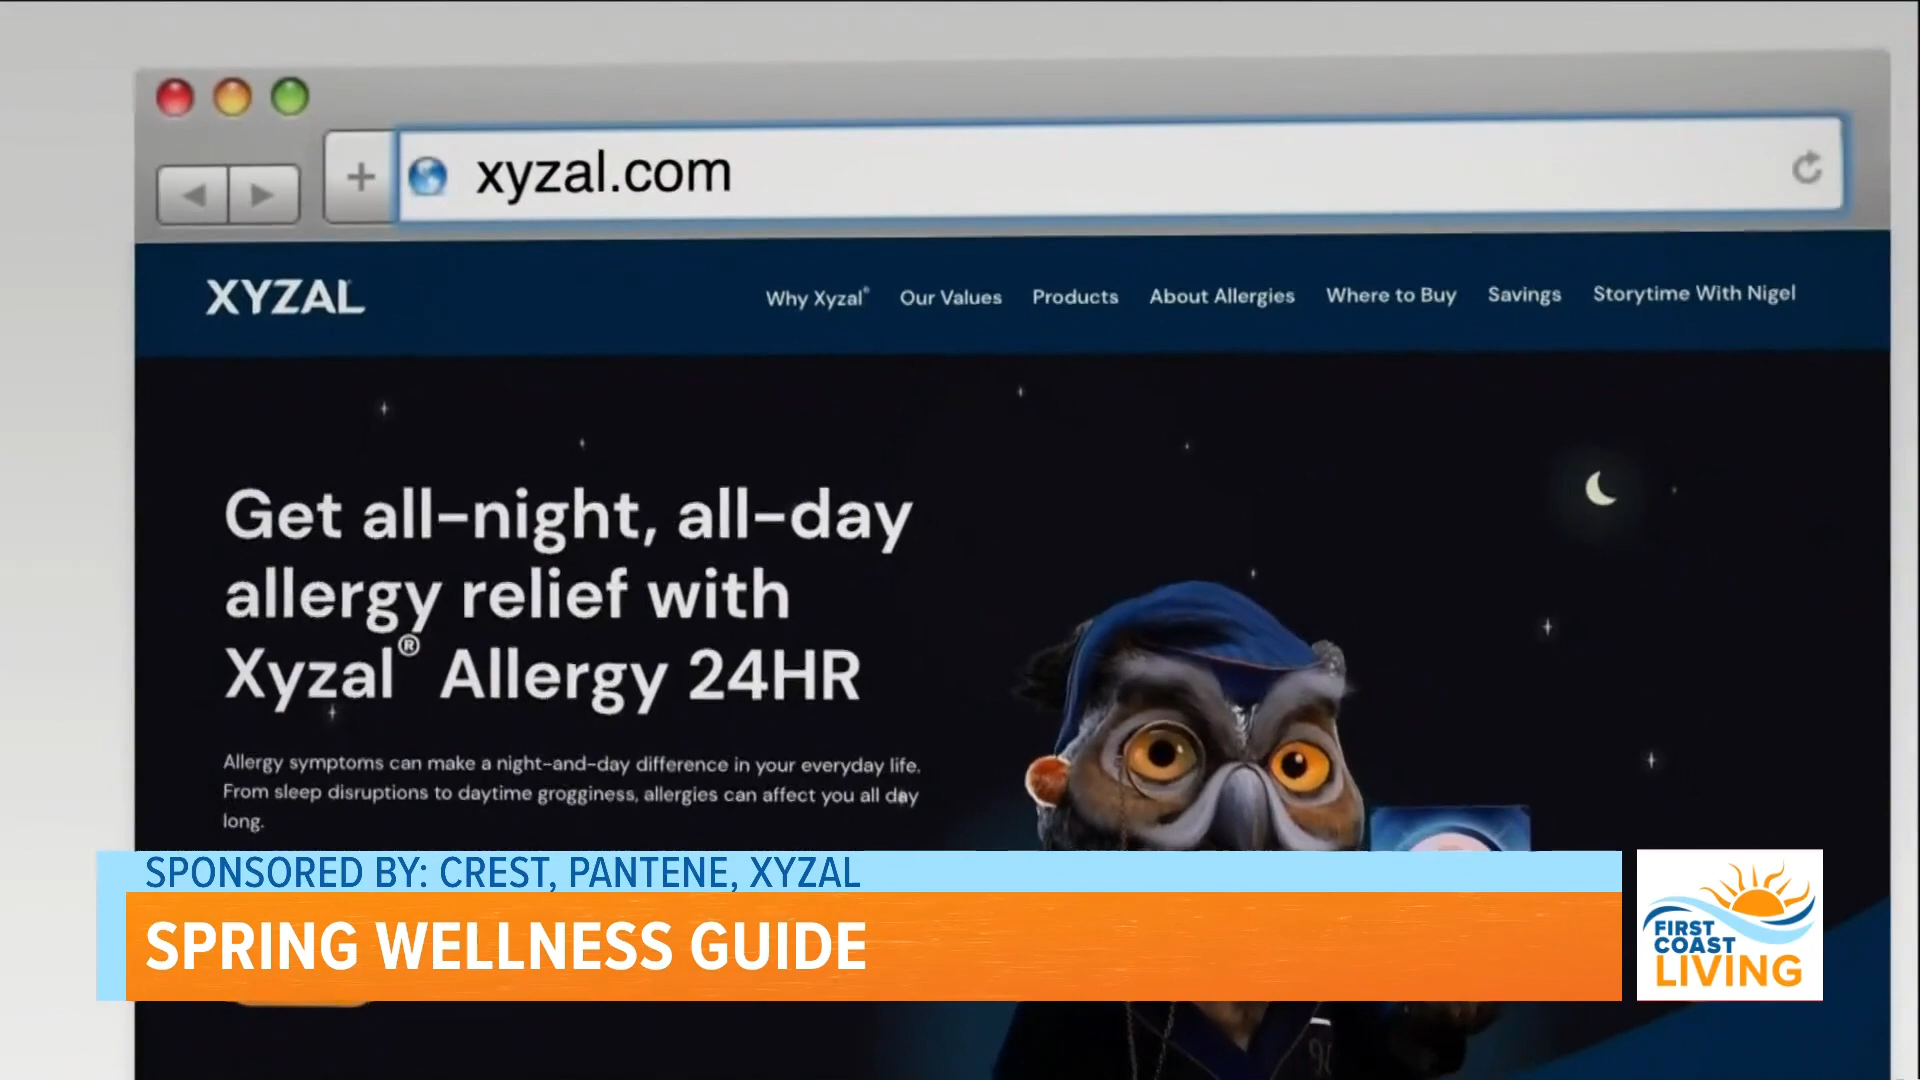 xyzal.com
XYZAL
Why Xyzal® Our Values Products About Allergies Where to Buy Savings Storytime With Nigel
Get all-night, all-day
allergy relief with
Xyzal® Allergy 24HR
Allergy symptoms can make a night-and-day difference in your everyday life.
From sleep disruptions to daytime grogginess, allergies can affect you all day
long.
SPONSORED BY: CREST, PANTENE, XYZAL
SPRING WELLNESS GUIDE
FIRST
COAST
LIVING